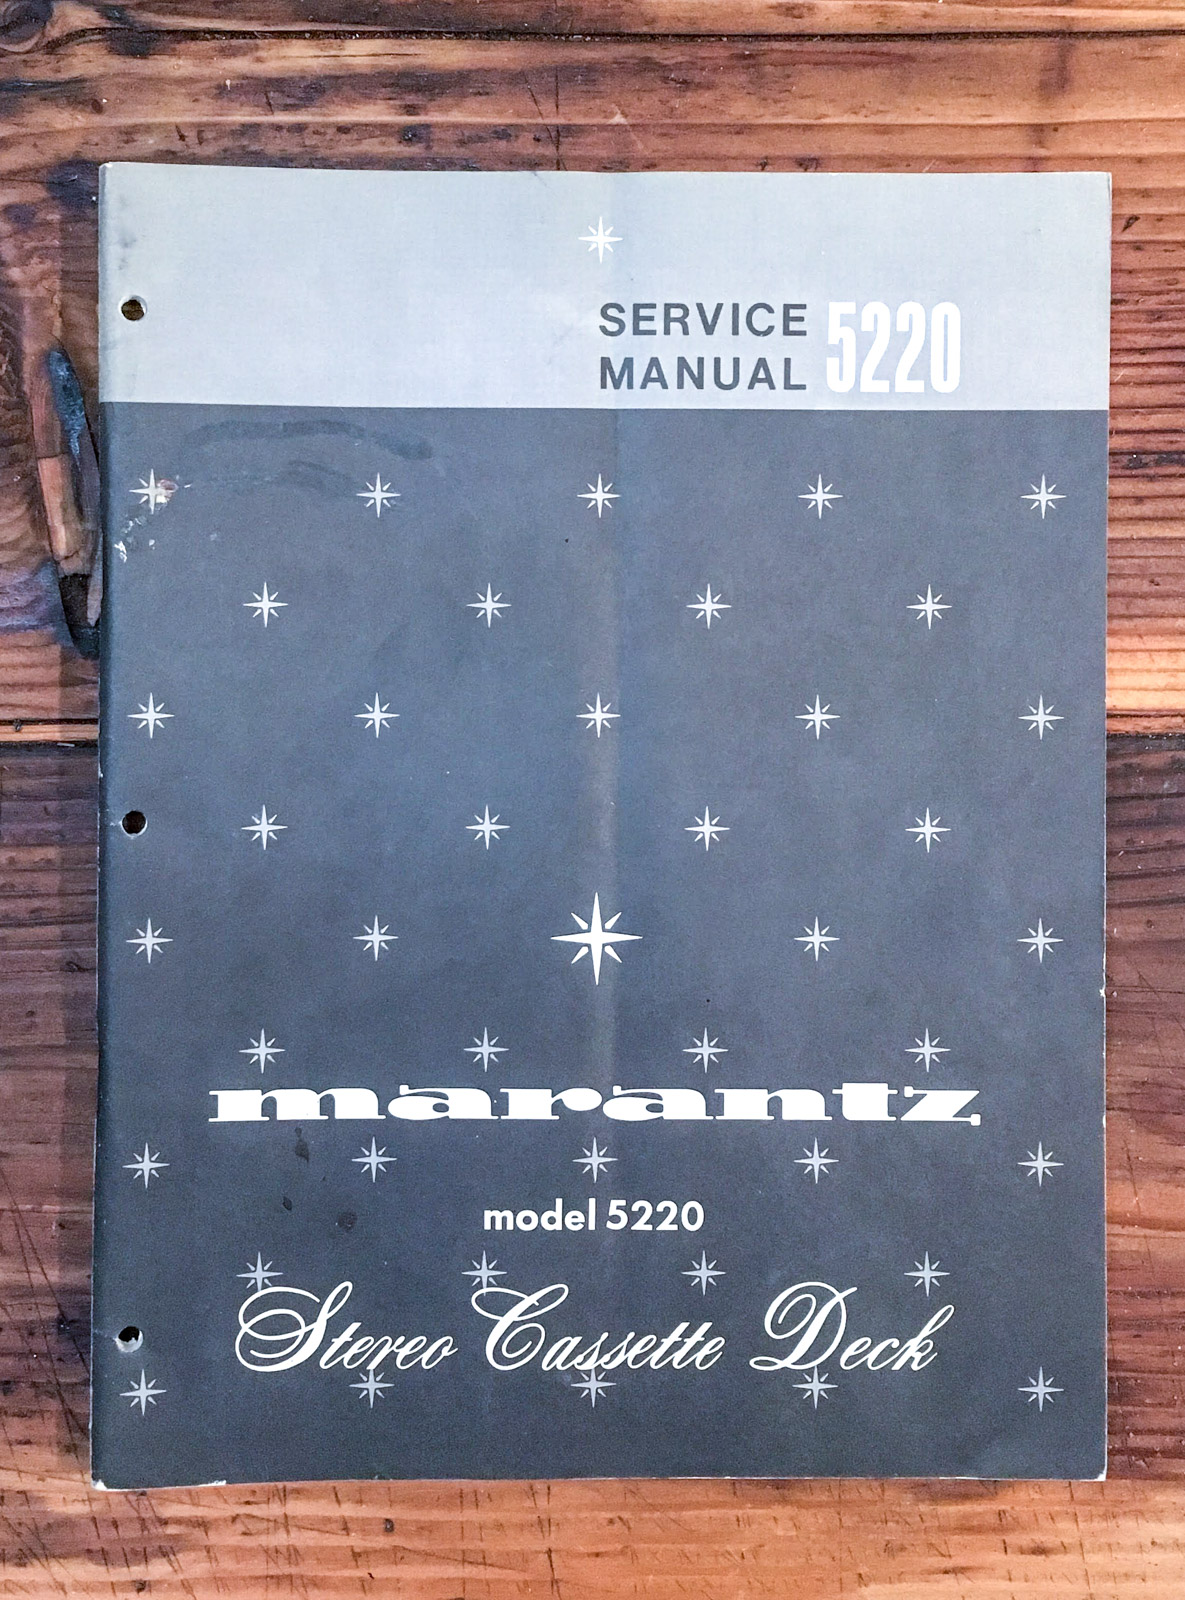 SERVICE
MANUAL 5220
marantz
model 5220
Stereo Cassette Deck